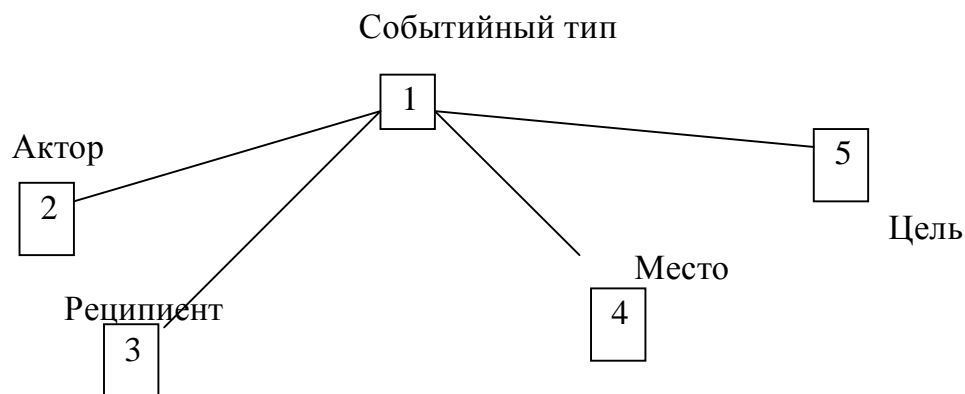 Событийный тип
1
Актор
5
2
Цель
Место
Реципиент
4
3